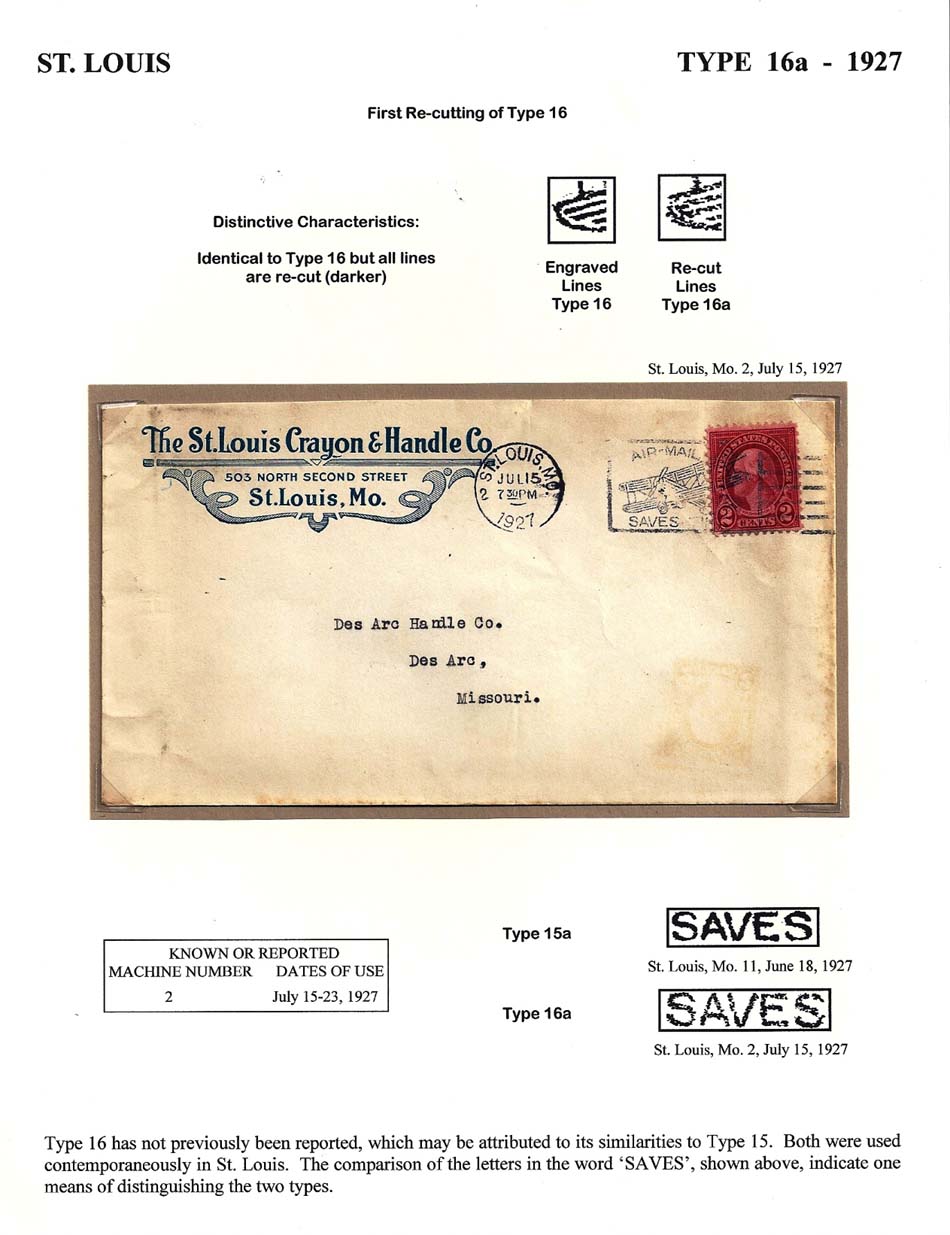 ST. LOUIS
TYPE 16a - 1927
First Re-cutting of Type 16
Distinctive Characteristics:
Identical to Type 16 but all lines
are re-cut (darker)
Engraved
Lines
Type 16
Re-cut
Lines
Type 16a
St. Louis, Mo. 2, July 15, 1927
The St. Louis Crayon & Handle Co.
503 NORTH SECOND STREET
St. Louis, Mo.
ST. LOUIS, MO.
JUL 15
2 7 30 PM
1927
AIR-MAIL
SAVES
UNITED STATES POSTAGE
2 CENTS 2
Des Arc Handle Co.
Des Arc,
Missouri.
KNOWN OR REPORTED
MACHINE NUMBER DATES OF USE
2 July 15-23, 1927
Type 15a
SAVES
St. Louis, Mo. 11, June 18, 1927
Type 16a
SAVES
St. Louis, Mo. 2, July 15, 1927
Type 16 has not previously been reported, which may be attributed to its similarities to Type 15. Both were used
contemporaneously in St. Louis. The comparison of the letters in the word ‘SAVES’, shown above, indicate one
means of distinguishing the two types.